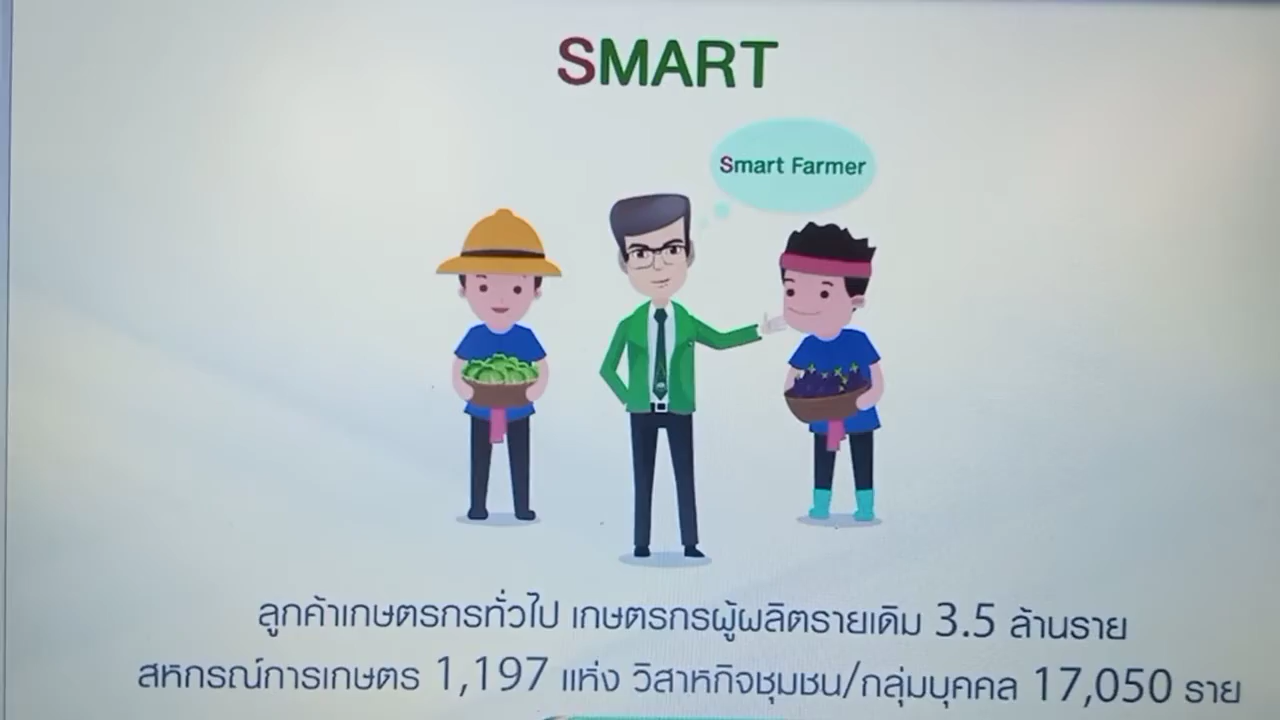 SMART
Smart Farmer
ลูกค้าเกษตรกรทั่วไป เกษตรกรผู้ผลิตรายเดิม 3.5 ล้านราย
สหกรณ์การเกษตร 1,197 แห่ง วิสาหกิจชุมชน/กลุ่มบุคคล 17,050 ราย